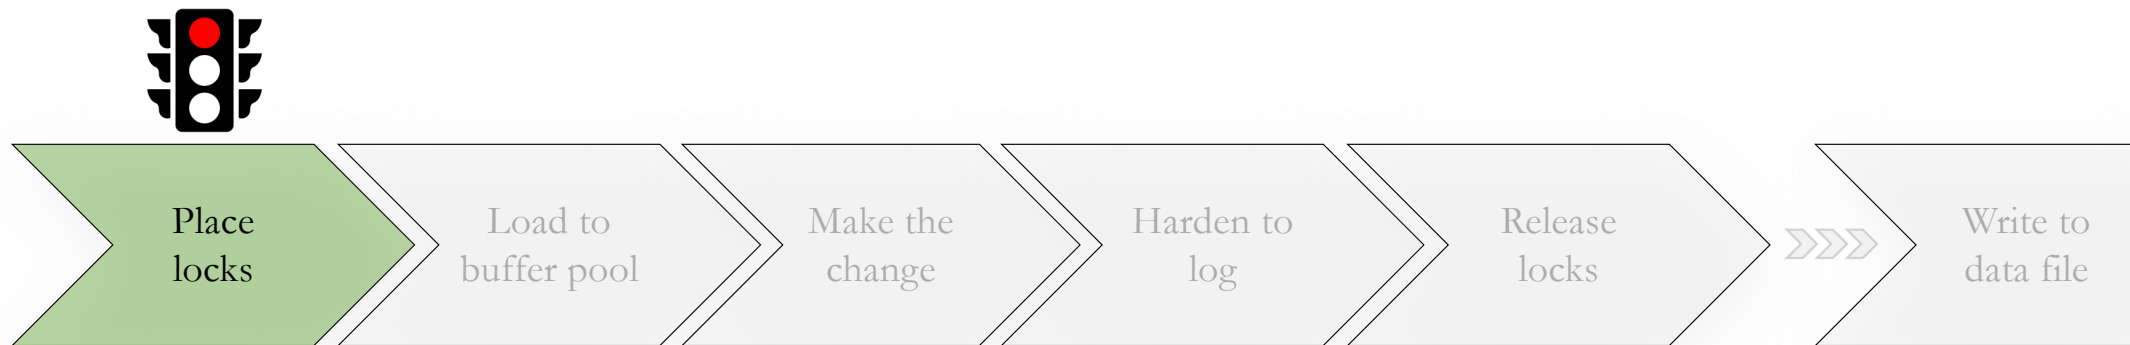 Place
locks
Load to
buffer pool
Make the
change
Harden to
log
Release
locks
Write to
data file